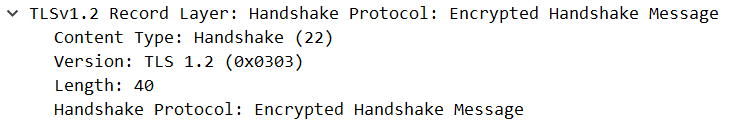 TLSv1.2 Record Layer: Handshake Protocol: Encrypted Handshake Message
Content Type: Handshake (22)
Version: TLS 1.2 (0x0303)
Length: 40
Handshake Protocol: Encrypted Handshake Message